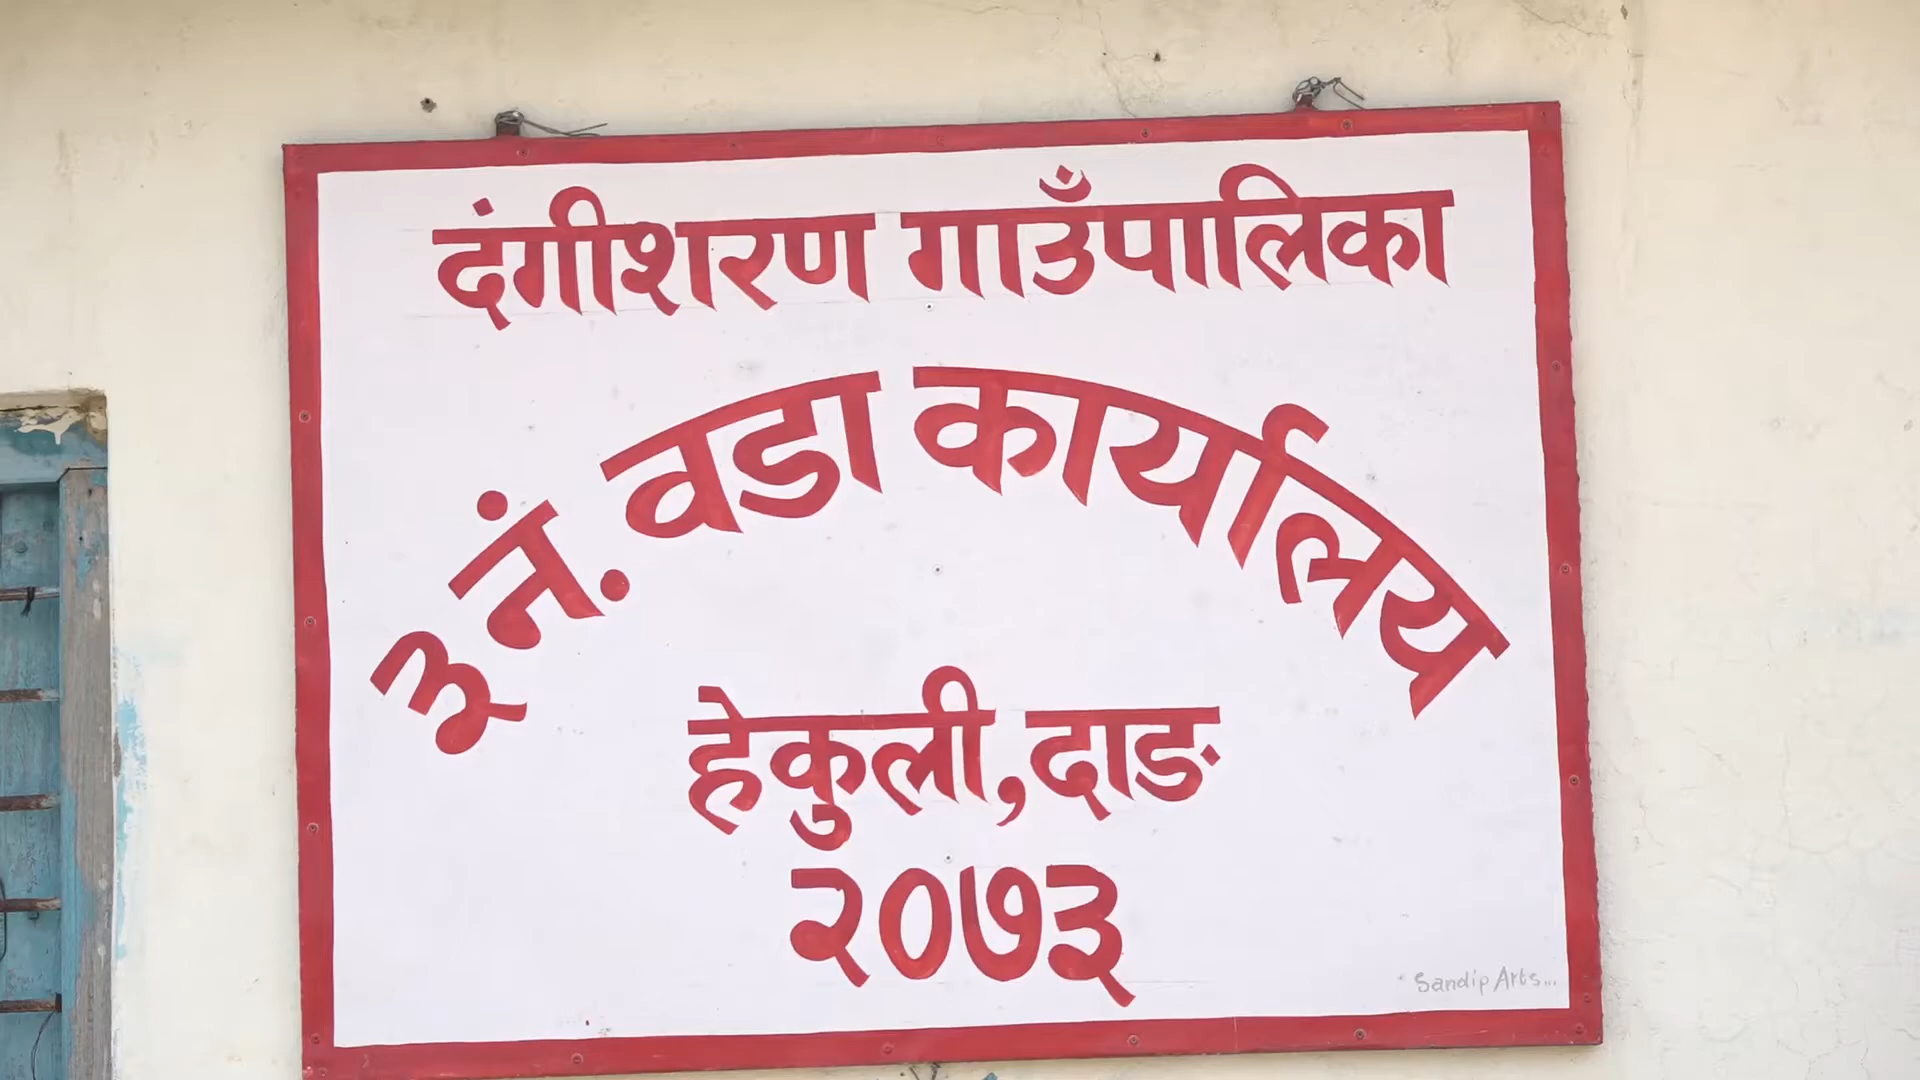 दंगीशरण गाउँपालिका
३ नं. वडा कार्यालय
हेकुली, दाङ
२०७३
Sandip Arts...